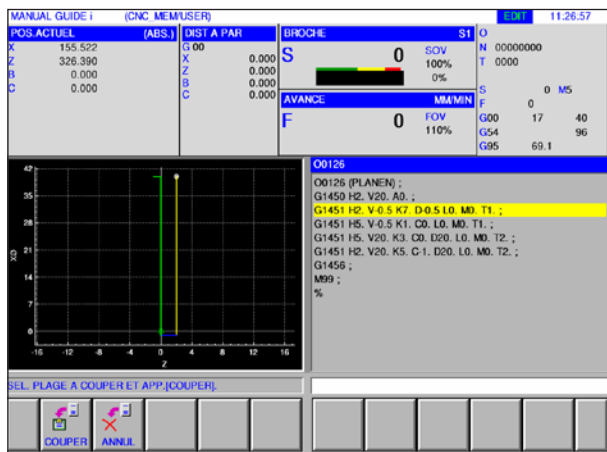 MANUAL GUIDE i (CNC_MEM/USER) EDIT 11:26:57
POS.ACTUEL (ABS.)
X 155.522
Z 326.390
B 0.000
C 0.000
DIST A PAR
G 00
X 0.000
Z 0.000
B 0.000
C 0.000
BROCHE S1
S 0 SOV
100%
0%
AVANCE MM/MIN
F 0 FOV
110%
O
N 00000000
T 0000
S 0 M5
F 0
G00 17 40
G54 96
G95 69.1
42
35
28
21
14
7
0
XD
-16 -12 -8 -4 0 4 8 12 16
Z
O0126
O0126 (PLANEN) ;
G1450 H2. V20. A0. ;
G1451 H2. V-0.5 K7. D-0.5 L0. M0. T1. ;
G1451 H5. V-0.5 K1. C0. L0. M0. T1. ;
G1451 H5. V20. K3. C0. D20. L0. M0. T2. ;
G1451 H2. V20. K5. C-1. D20. L0. M0. T2. ;
G1456 ;
M99 ;
%
SEL. PLAGE A COUPER ET APP.[COUPER].
COUPER ANNUL